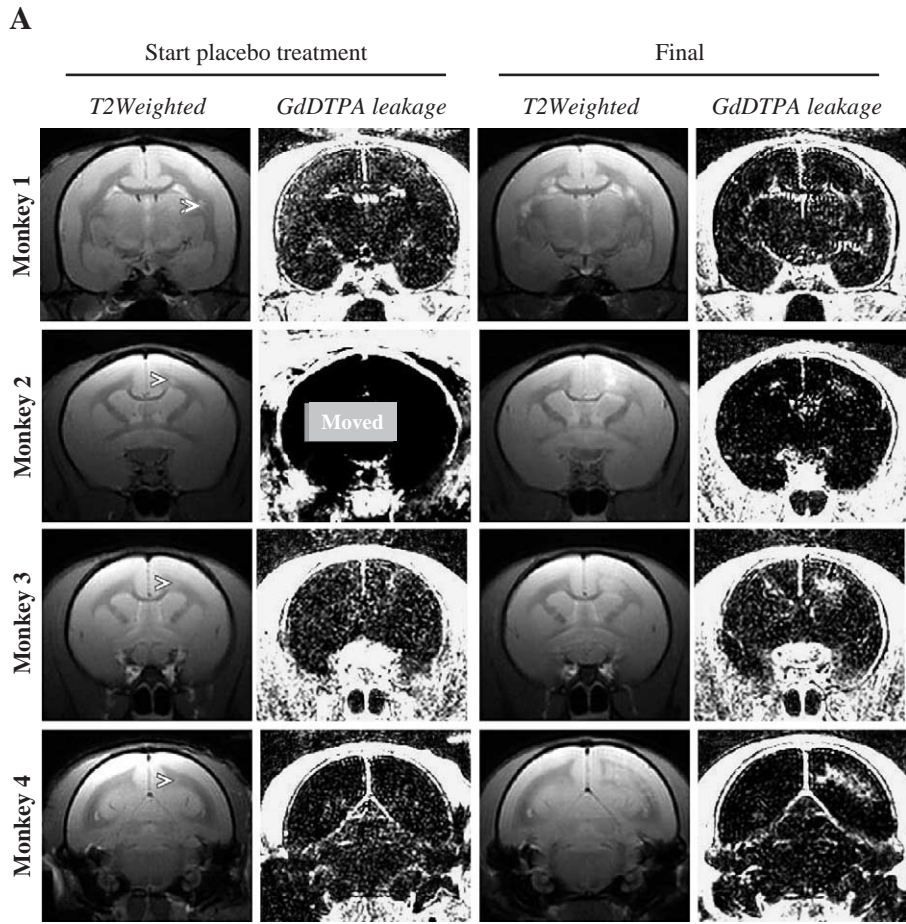 A
Start placebo treatment
Final
T2Weighted
GdDTPA leakage
T2Weighted
GdDTPA leakage
Monkey 1
Monkey 2
Moved
Monkey 3
Monkey 4